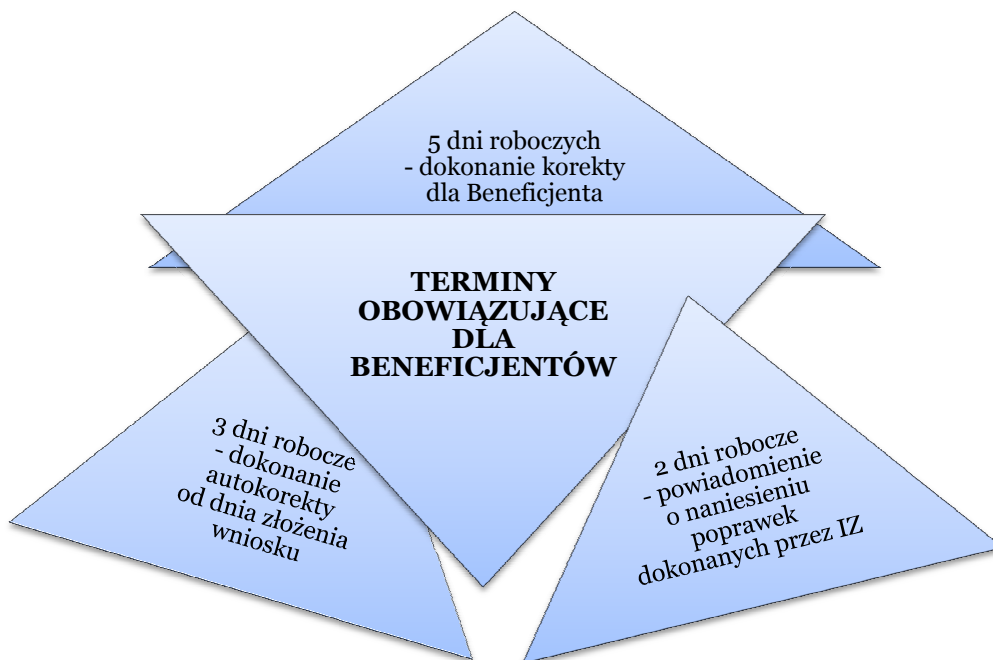 5 dni roboczych
- dokonanie korekty
dla Beneficjenta
TERMINY
OBOWIĄZUJĄCE
DLA
BENEFICJENTÓW
3 dni robocze
- dokonanie
autokorekty
od dnia złożenia
wniosku
2 dni robocze
- powiadomienie
o naniesieniu
poprawek
dokonanych przez IZ